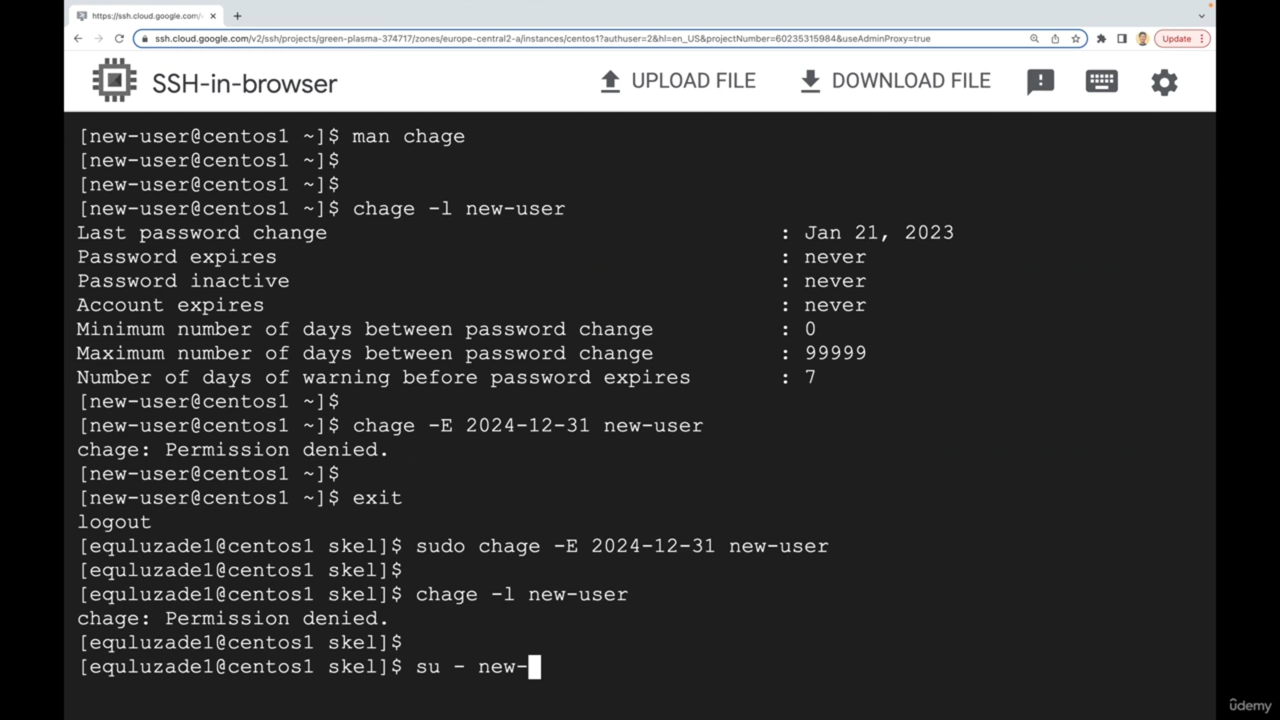 https://ssh.cloud.google.com/v
ssh.cloud.google.com/v2/ssh/projects/green-plasma-374717/zones/europe-central2-a/instances/centos1?authuser=2&hl=en_US&projectNumber=60235315984&useAdminProxy=true
Update
SSH-in-browser UPLOAD FILE DOWNLOAD FILE
[new-user@centos1 ~]$ man chage
[new-user@centos1 ~]$
[new-user@centos1 ~]$
[new-user@centos1 ~]$ chage -l new-user
Last password change : Jan 21, 2023
Password expires : never
Password inactive : never
Account expires : never
Minimum number of days between password change : 0
Maximum number of days between password change : 99999
Number of days of warning before password expires : 7
[new-user@centos1 ~]$
[new-user@centos1 ~]$ chage -E 2024-12-31 new-user
chage: Permission denied.
[new-user@centos1 ~]$
[new-user@centos1 ~]$ exit
logout
[equluzade1@centos1 skel]$ sudo chage -E 2024-12-31 new-user
[equluzade1@centos1 skel]$
[equluzade1@centos1 skel]$ chage -l new-user
chage: Permission denied.
[equluzade1@centos1 skel]$
[equluzade1@centos1 skel]$ su - new-
ûdemy